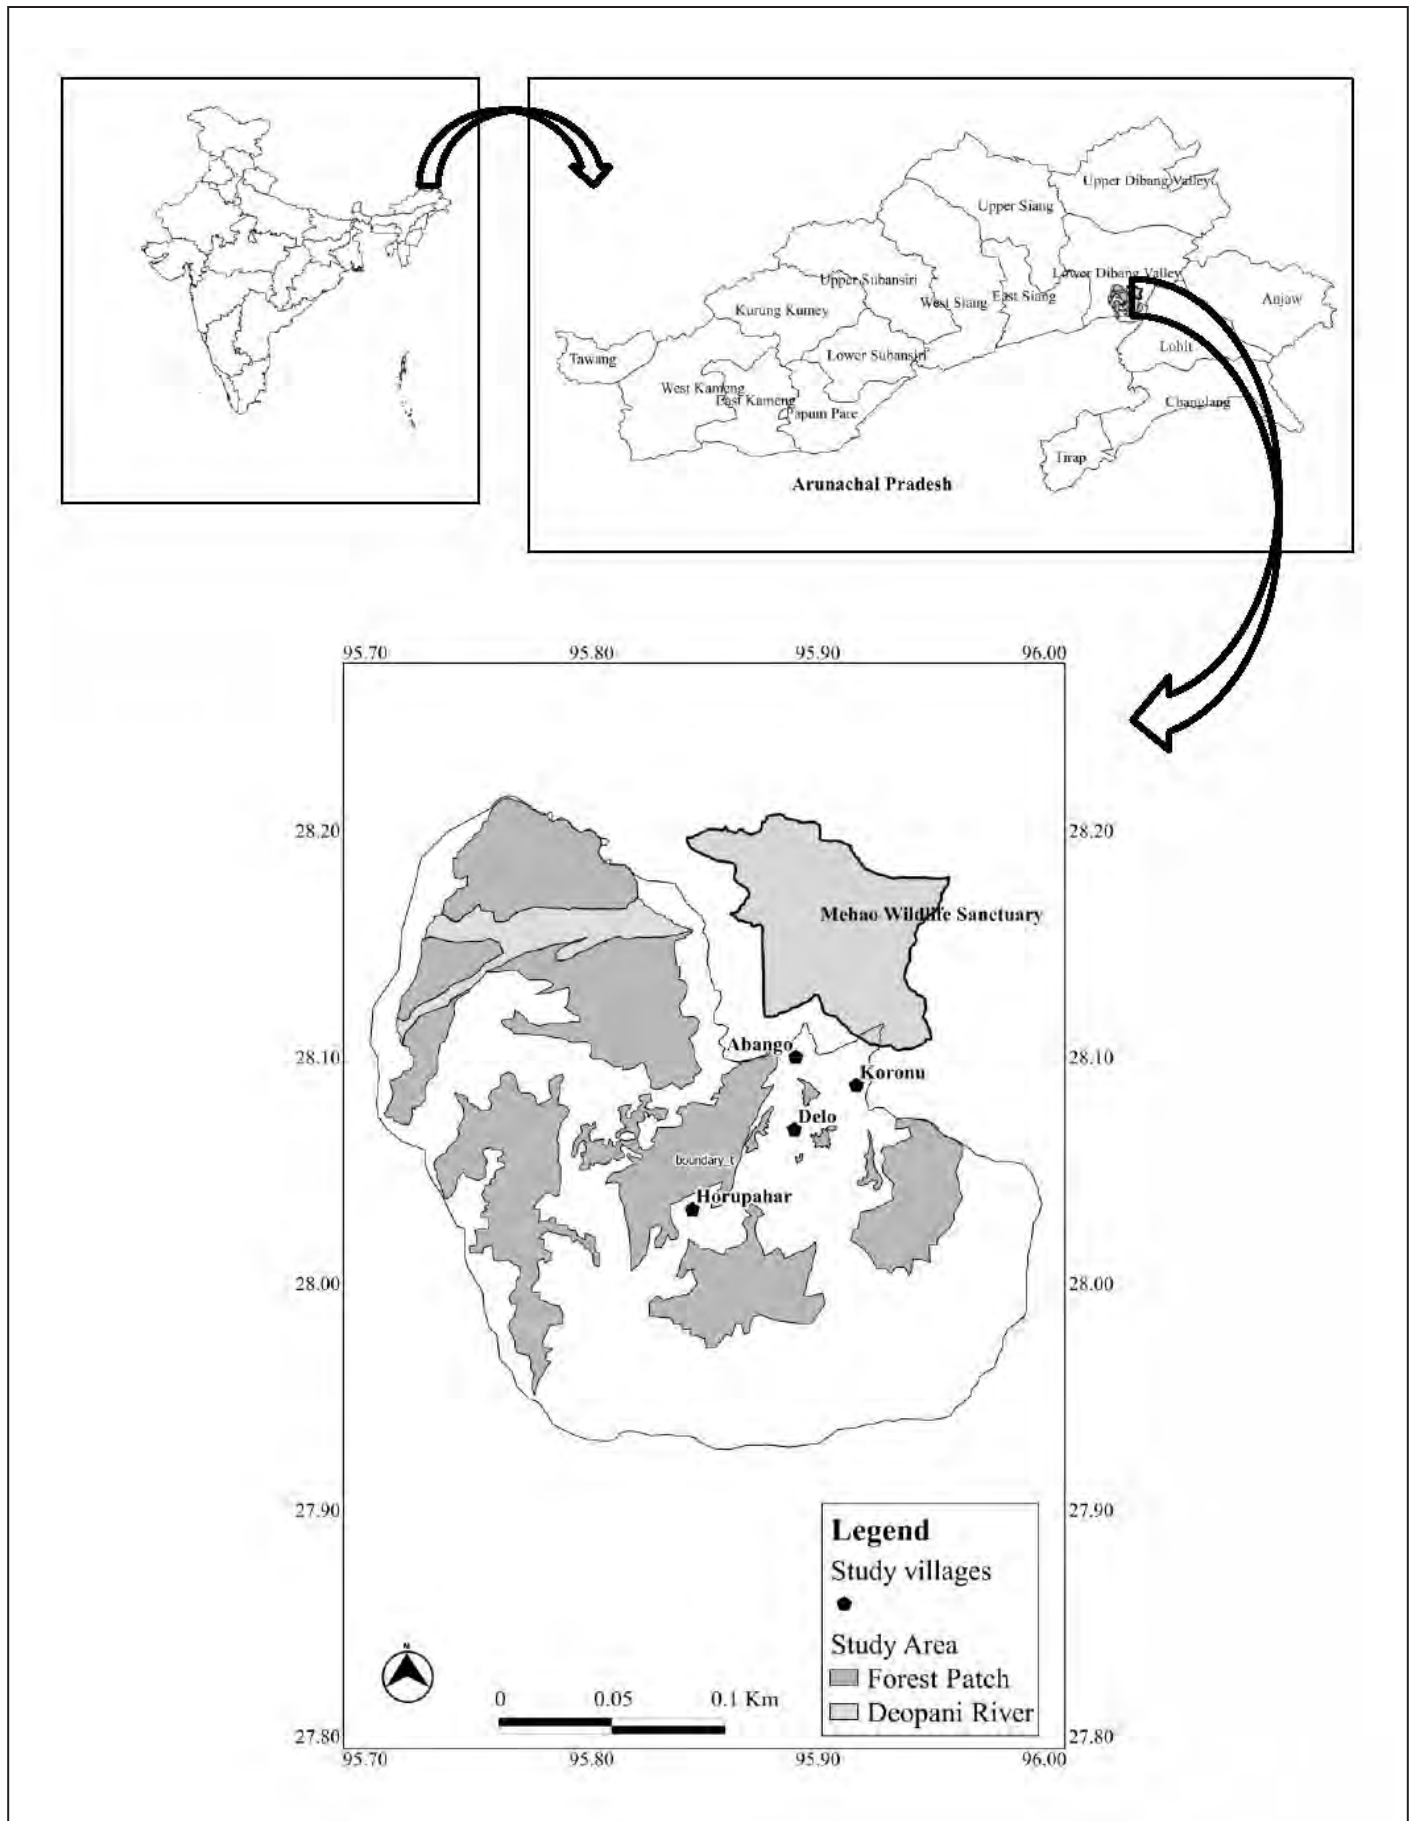 Upper Dibang Valley
Upper Siang
Lower Dibang Valley
Upper Subansiri
West Siang
East Siang
Anjaw
Kurung Kumey
Tawang
Lower Subansiri
Lohit
West Kameng
East Kameng
Papum Pare
Changlang
Tirap
Arunachal Pradesh
95.70 95.80 95.90 96.00
28.20 28.20
Mehao Wildlife Sanctuary
Abango
28.10 28.10
Koronu
Delo
boundary_t
Horupahar
28.00 28.00
27.90 27.90
Legend
Study villages
Study Area
Forest Patch
Deopani River
N
0 0.05 0.1 Km
27.80 27.80
95.70 95.80 95.90 96.00